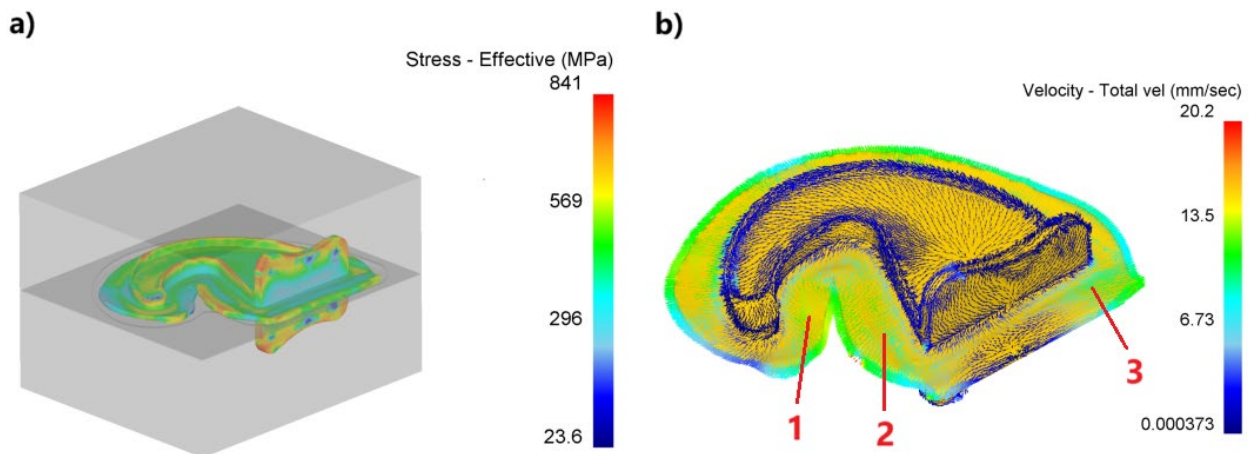 a)
Stress - Effective (MPa)
841
569
296
23.6
b)
Velocity - Total vel (mm/sec)
20.2
13.5
6.73
0.000373
1
2
3